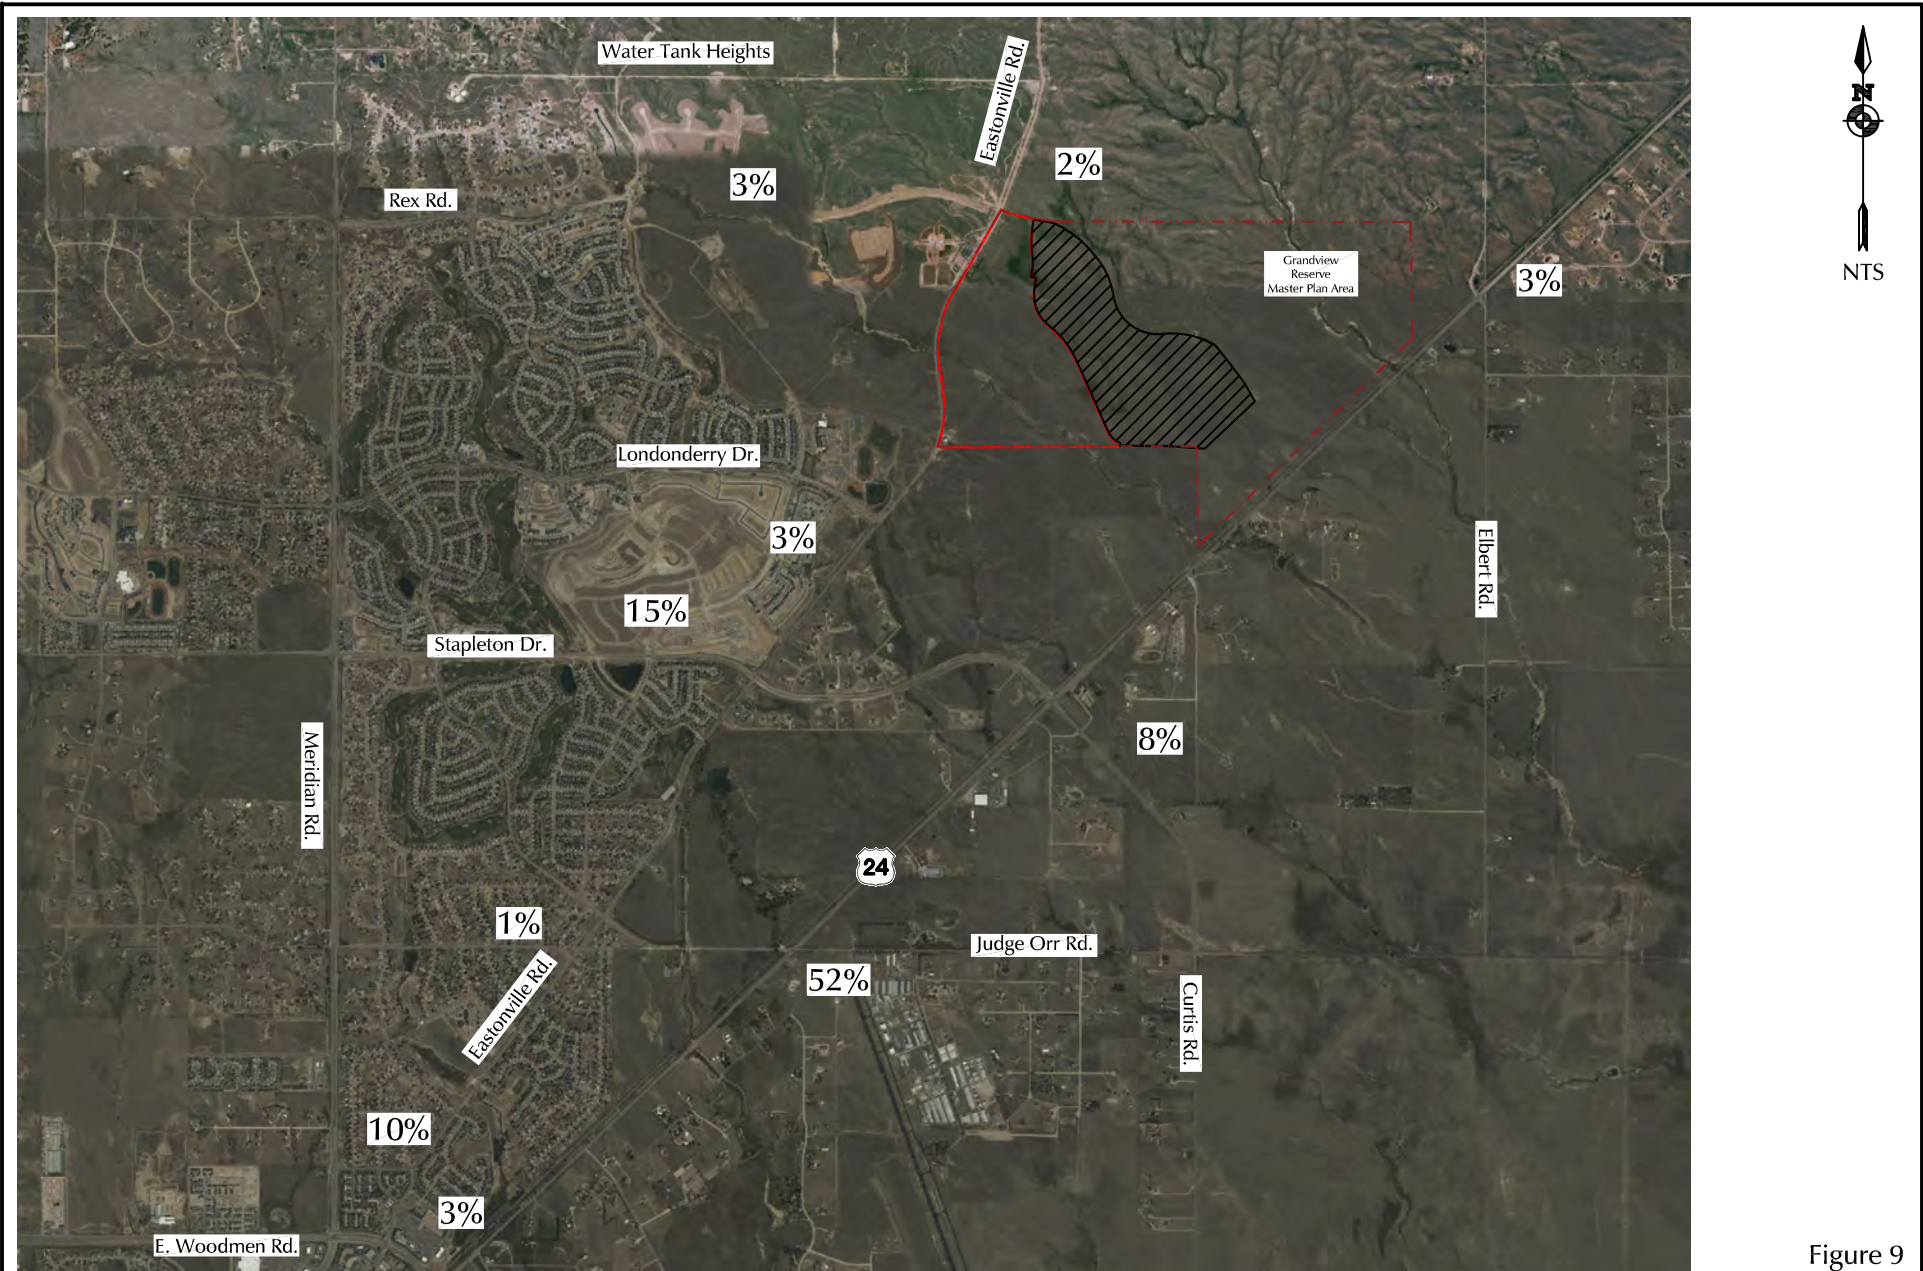 Water Tank Heights
Eastonville Rd.
N
NTS
2%
3%
Rex Rd.
Grandview
Reserve
Master Plan Area
3%
Londonderry Dr.
3%
Elbert Rd.
15%
Stapleton Dr.
Meridian Rd.
8%
24
1%
Judge Orr Rd.
Eastonville Rd.
52%
Curtis Rd.
10%
3%
E. Woodmen Rd.
Figure 9